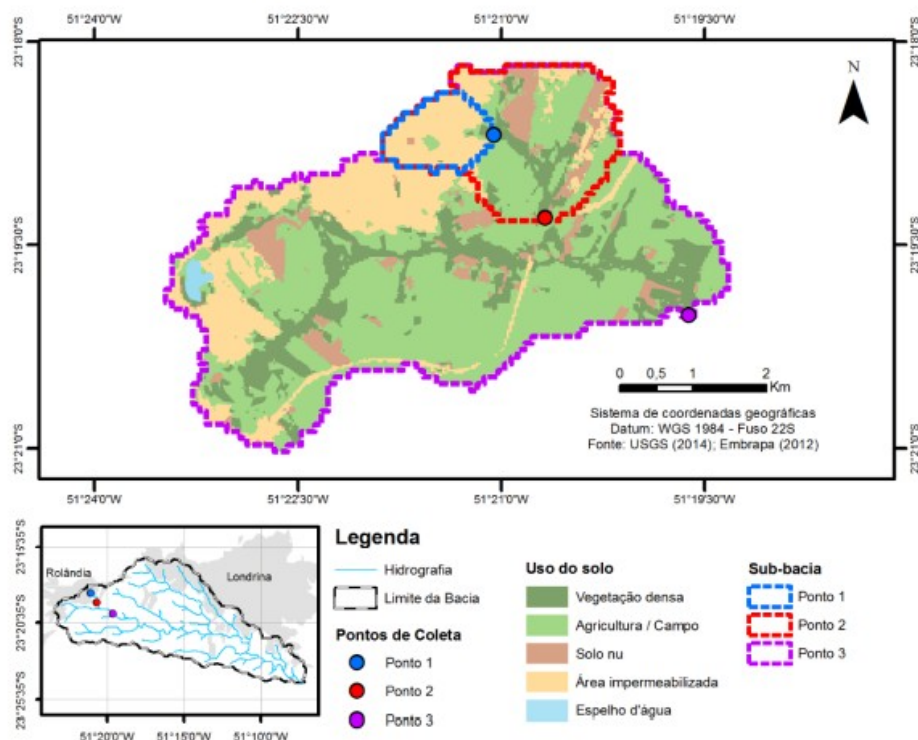 51°24'0"W 51°22'30"W 51°21'0"W 51°19'30"W
23°18'0"S 23°18'0"S
N
23°19'30"S 23°19'30"S
0 0,5 1 2
Km
Sistema de coordenadas geográficas
Datum: WGS 1984 - Fuso 22S
Fonte: USGS (2014); Embrapa (2012)
23°21'0"S 23°21'0"S
51°24'0"W 51°22'30"W 51°21'0"W 51°19'30"W
23°15'35"S
23°20'35"S
23°25'35"S
Rolândia
Londrina
51°20'0"W 51°15'0"W 51°10'0"W
Legenda
Hidrografia
Limite da Bacia
Pontos de Coleta
Ponto 1
Ponto 2
Ponto 3
Uso do solo
Vegetação densa
Agricultura / Campo
Solo nu
Área impermeabilizada
Espelho d'água
Sub-bacia
Ponto 1
Ponto 2
Ponto 3